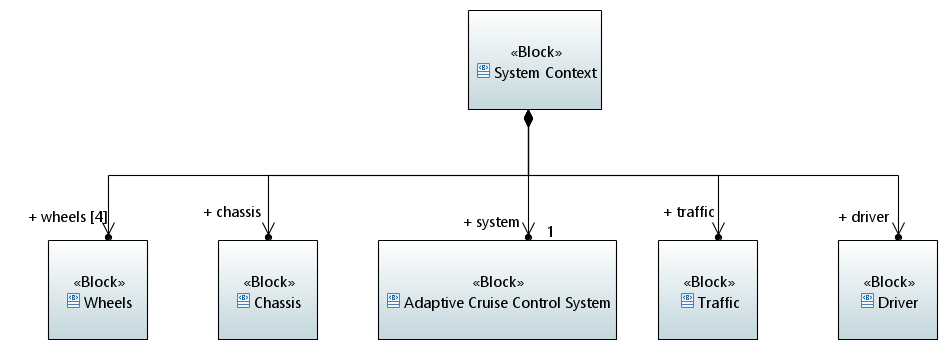 «Block»
System Context
+ wheels [4]
+ chassis
+ system
1
+ traffic
+ driver
«Block»
Wheels
«Block»
Chassis
«Block»
Adaptive Cruise Control System
«Block»
Traffic
«Block»
Driver